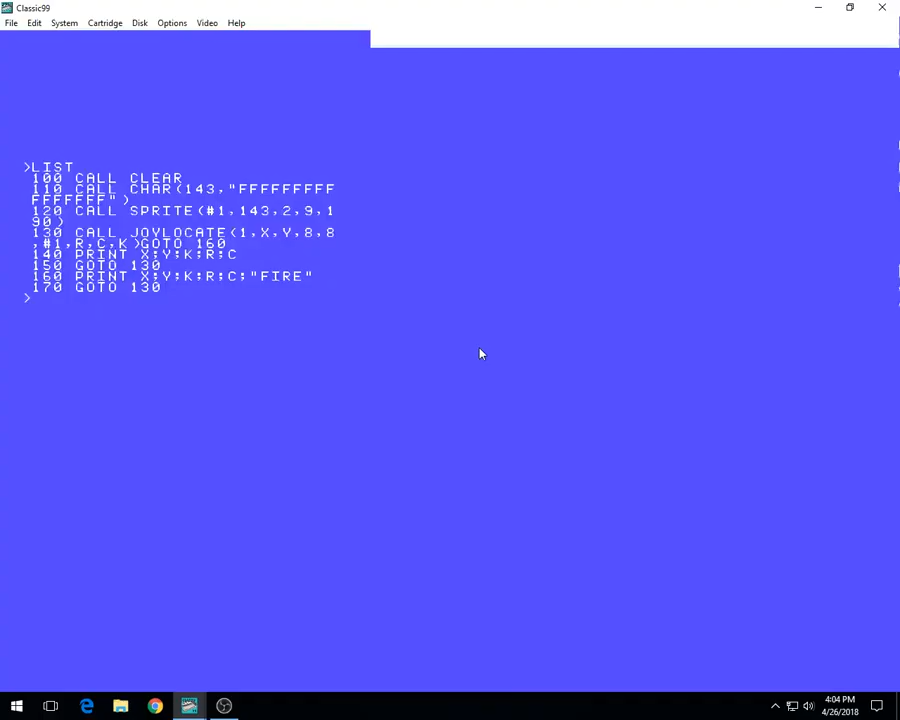 Classic99
File Edit System Cartridge Disk Options Video Help
>LIST
100 CALL CLEAR
110 CALL CHAR(143,"FFFFFFFFF
FFFFFFF")
120 CALL SPRITE(#1,143,2,9,1
90)
130 CALL JOYLOCATE(1,X,Y,8,8
,#1,R,C,K)GOTO 160
140 PRINT X;Y;K;R;C
150 GOTO 130
160 PRINT X;Y;K;R;C;"FIRE"
170 GOTO 130
>
4:04 PM
4/26/2018